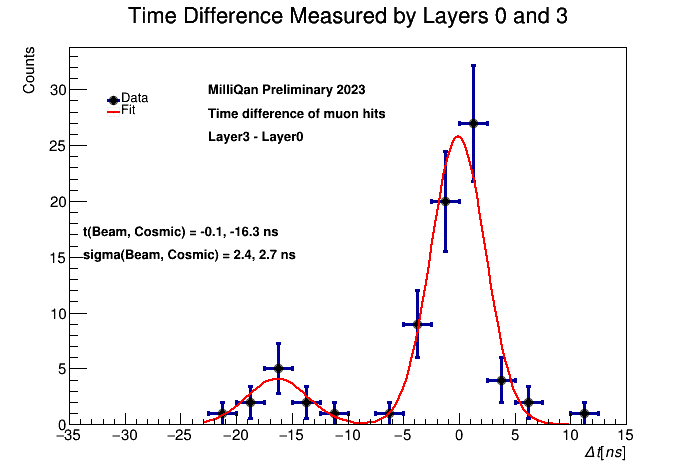 Time Difference Measured by Layers 0 and 3
Counts
30
25
20
15
10
5
0
Data
Fit
MilliQan Preliminary 2023
Time difference of muon hits
Layer3 - Layer0
t(Beam, Cosmic) = -0.1, -16.3 ns
sigma(Beam, Cosmic) = 2.4, 2.7 ns
−35 −30 −25 −20 −15 −10 −5 0 5 10 15
Δt[ns]